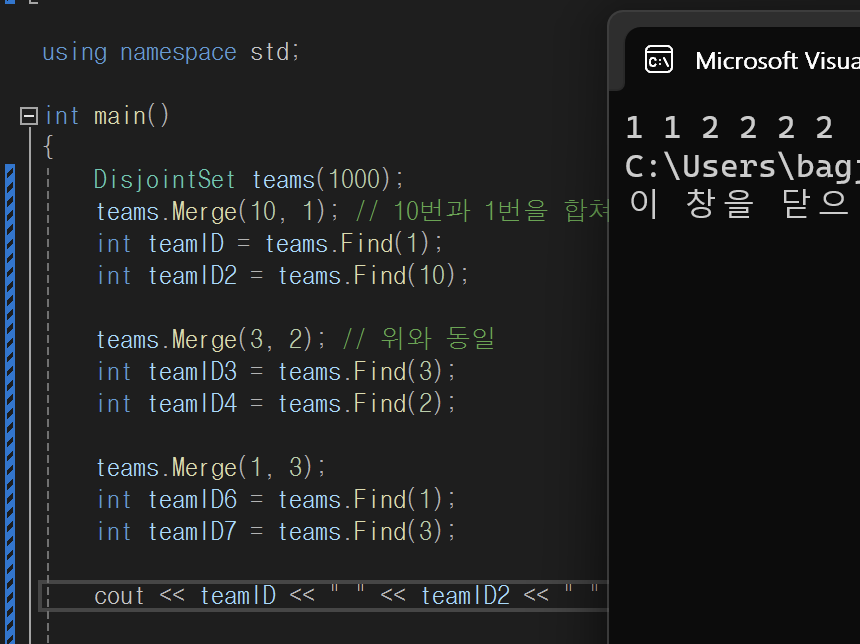 using namespace std;
int main()
{
DisjointSet teams(1000);
teams.Merge(10, 1); // 10번과 1번을 합쳐
int teamID = teams.Find(1);
int teamID2 = teams.Find(10);
teams.Merge(3, 2); // 위와 동일
int teamID3 = teams.Find(3);
int teamID4 = teams.Find(2);
teams.Merge(1, 3);
int teamID6 = teams.Find(1);
int teamID7 = teams.Find(3);
cout << teamID << " " << teamID2 << " "
Microsoft Visua
1 1 2 2 2 2
C:\Users\bagj
이 창을 닫으